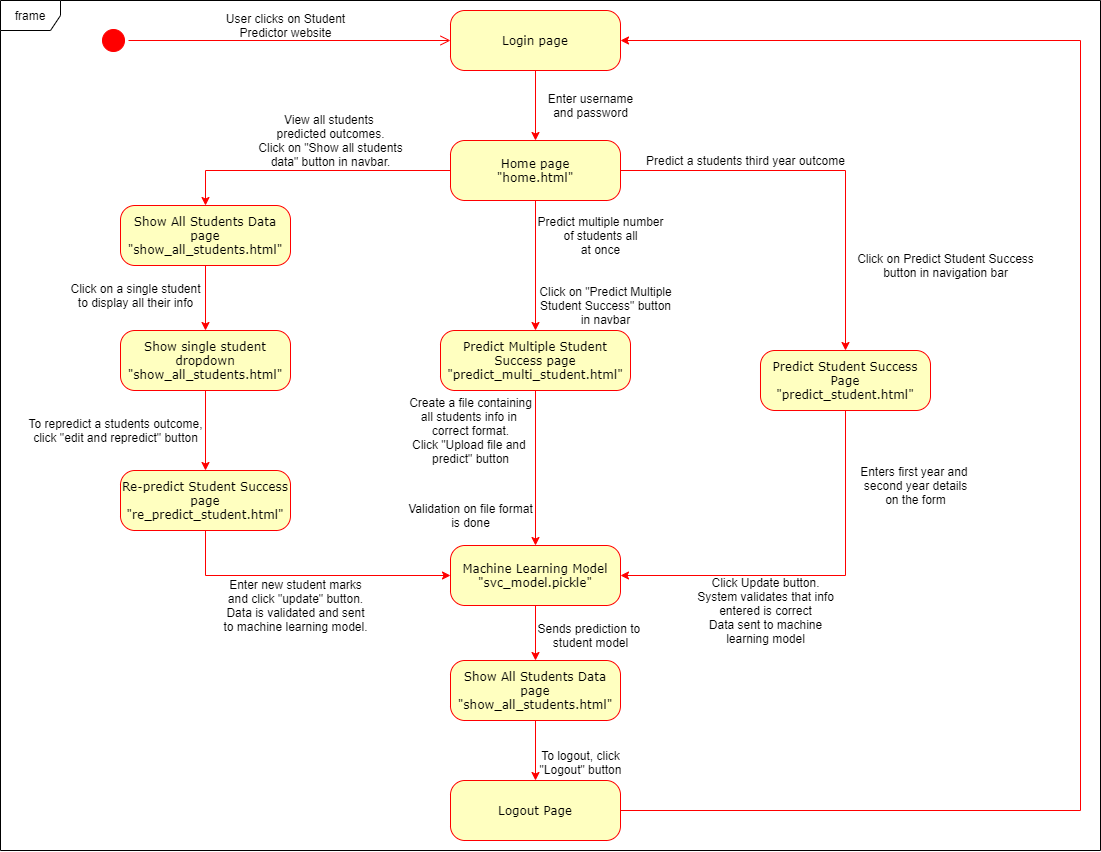 frame
User clicks on Student
Predictor website
Login page
Enter username
and password
View all students
predicted outcomes.
Click on "Show all students
data" button in navbar.
Home page
"home.html"
Predict a students third year outcome
Show All Students Data
page
"show_all_students.html"
Predict multiple number
of students all
at once
Click on Predict Student Success
button in navigation bar
Click on a single student
to display all their info
Click on "Predict Multiple
Student Success" button
in navbar
Show single student
dropdown
"show_all_students.html"
Predict Multiple Student
Success page
"predict_multi_student.html"
Predict Student Success
Page
"predict_student.html"
Create a file containing
all students info in
correct format.
Click "Upload file and
predict" button
To repredict a students outcome,
click "edit and repredict" button
Re-predict Student Success
page
"re_predict_student.html"
Enters first year and
second year details
on the form
Validation on file format
is done
Machine Learning Model
"svc_model.pickle"
Enter new student marks
and click "update" button.
Data is validated and sent
to machine learning model.
Click Update button.
System validates that info
entered is correct
Data sent to machine
learning model
Sends prediction to
student model
Show All Students Data
page
"show_all_students.html"
To logout, click
"Logout" button
Logout Page